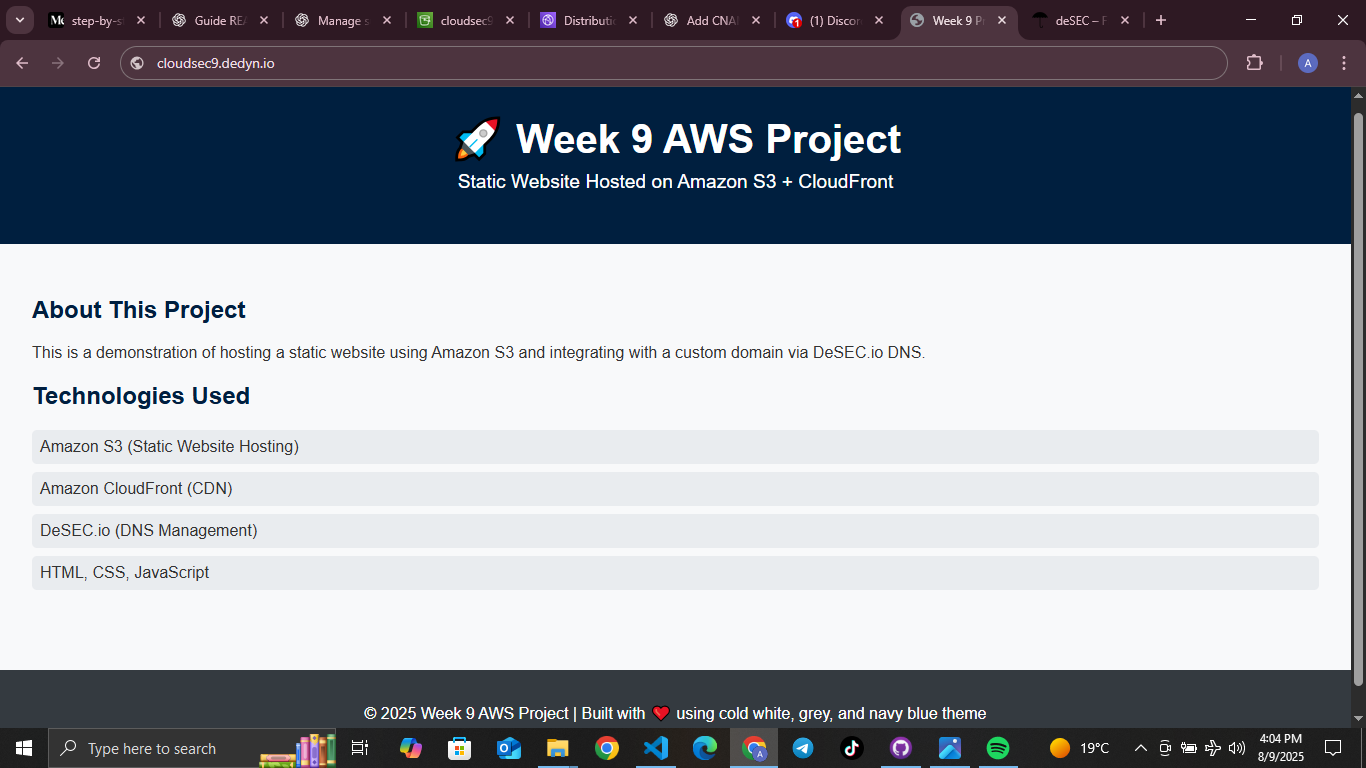 step-by-s
Guide REA
Manage s
cloudsec9
Distributio
Add CNAM
(1) Discor
Week 9 Pr
deSEC – F
cloudsec9.dedyn.io
A
🚀 Week 9 AWS Project
Static Website Hosted on Amazon S3 + CloudFront
About This Project
This is a demonstration of hosting a static website using Amazon S3 and integrating with a custom domain via DeSEC.io DNS.
Technologies Used
Amazon S3 (Static Website Hosting)
Amazon CloudFront (CDN)
DeSEC.io (DNS Management)
HTML, CSS, JavaScript
© 2025 Week 9 AWS Project | Built with ❤️ using cold white, grey, and navy blue theme
Type here to search
19°C
4:04 PM
8/9/2025